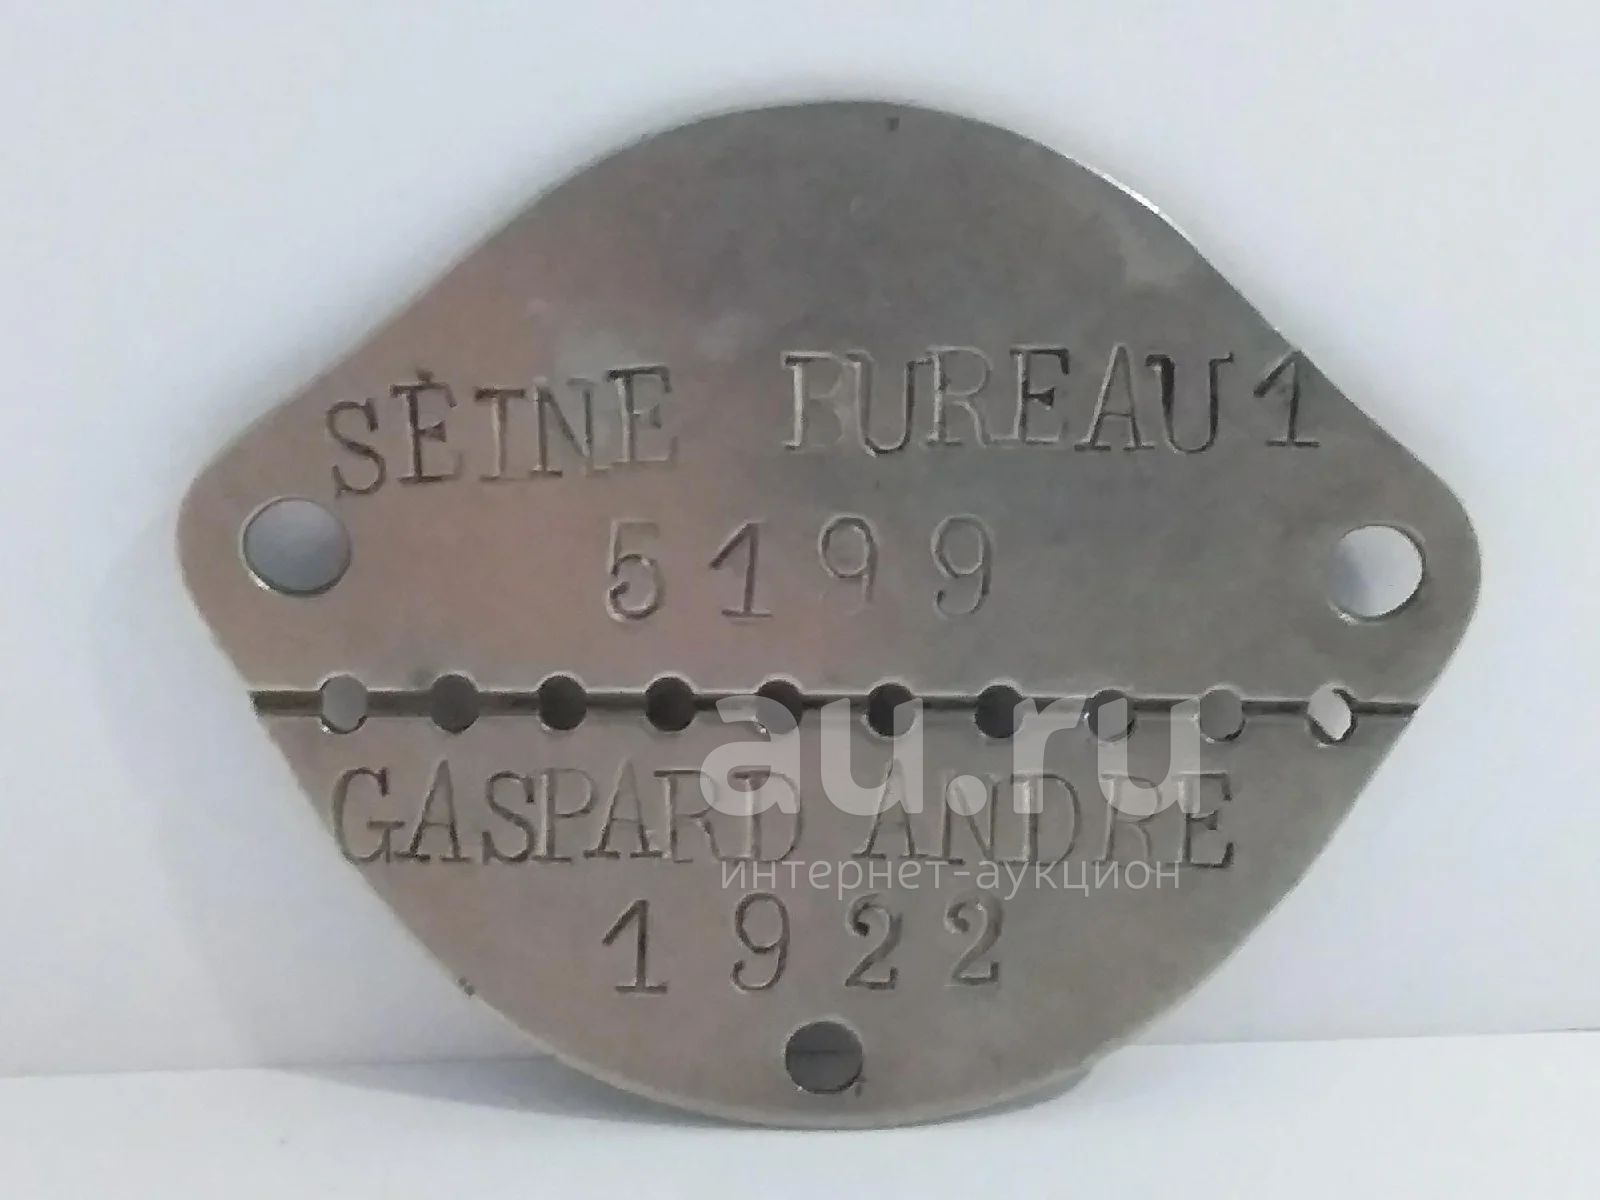 SÉINE BUREAU 1
5199
au.ru
GASPARD ANDRE
интернет-аукцион
1922